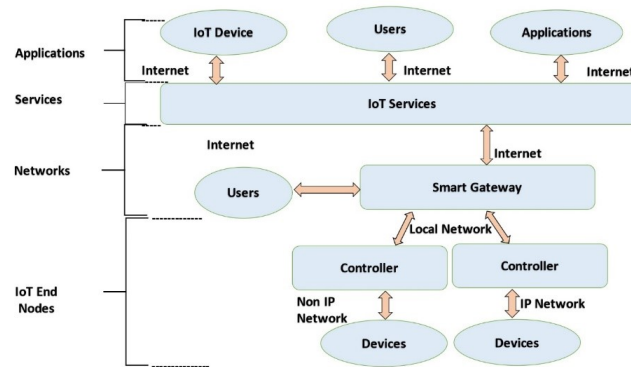 IoT Device
Users
Applications
Applications
Internet
Internet
Internet
Services
IoT Services
Internet
Internet
Networks
Users
Smart Gateway
Local Network
Controller
Controller
IoT End
Nodes
Non IP
Network
IP Network
Devices
Devices